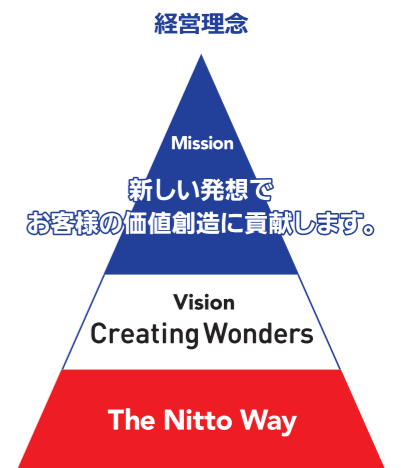 経営理念
Mission
新しい発想で
お客様の価値創造に貢献します。
Vision
Creating Wonders
The Nitto Way